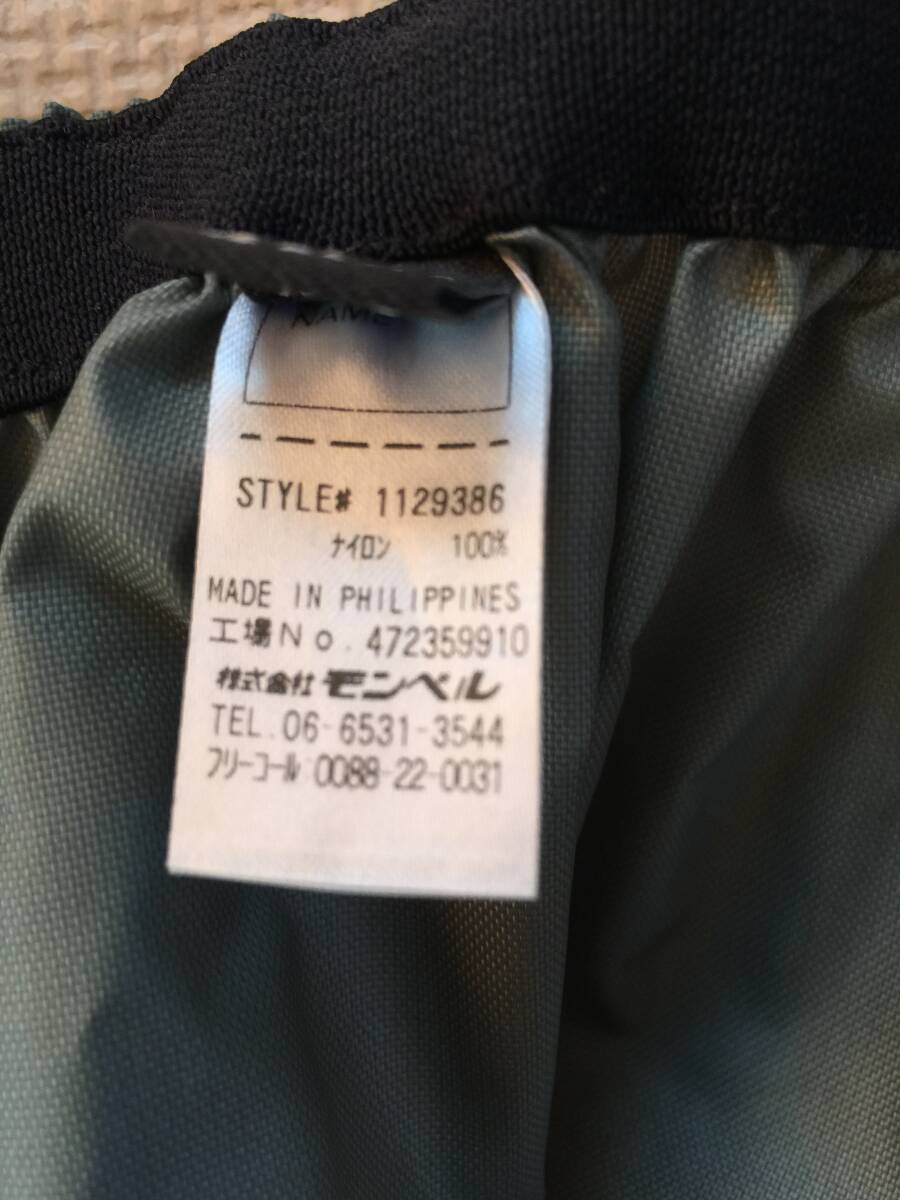 NAME
STYLE# 1129386
ナイロン 100%
MADE IN PHILIPPINES
工場No. 472359910
株式会社 モンベル
TEL. 06-6531-3544
フリーコール 0088-22-0031